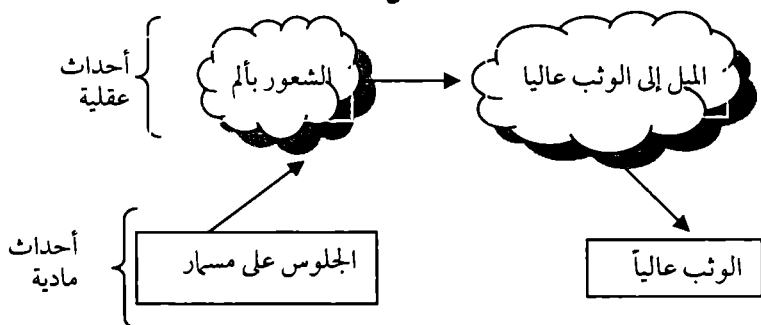 أحداث
عقلية
الشعور بألم
الميل إلى الوثب عاليا
أحداث
مادية
الجلوس على مسمار
الوثب عالياً